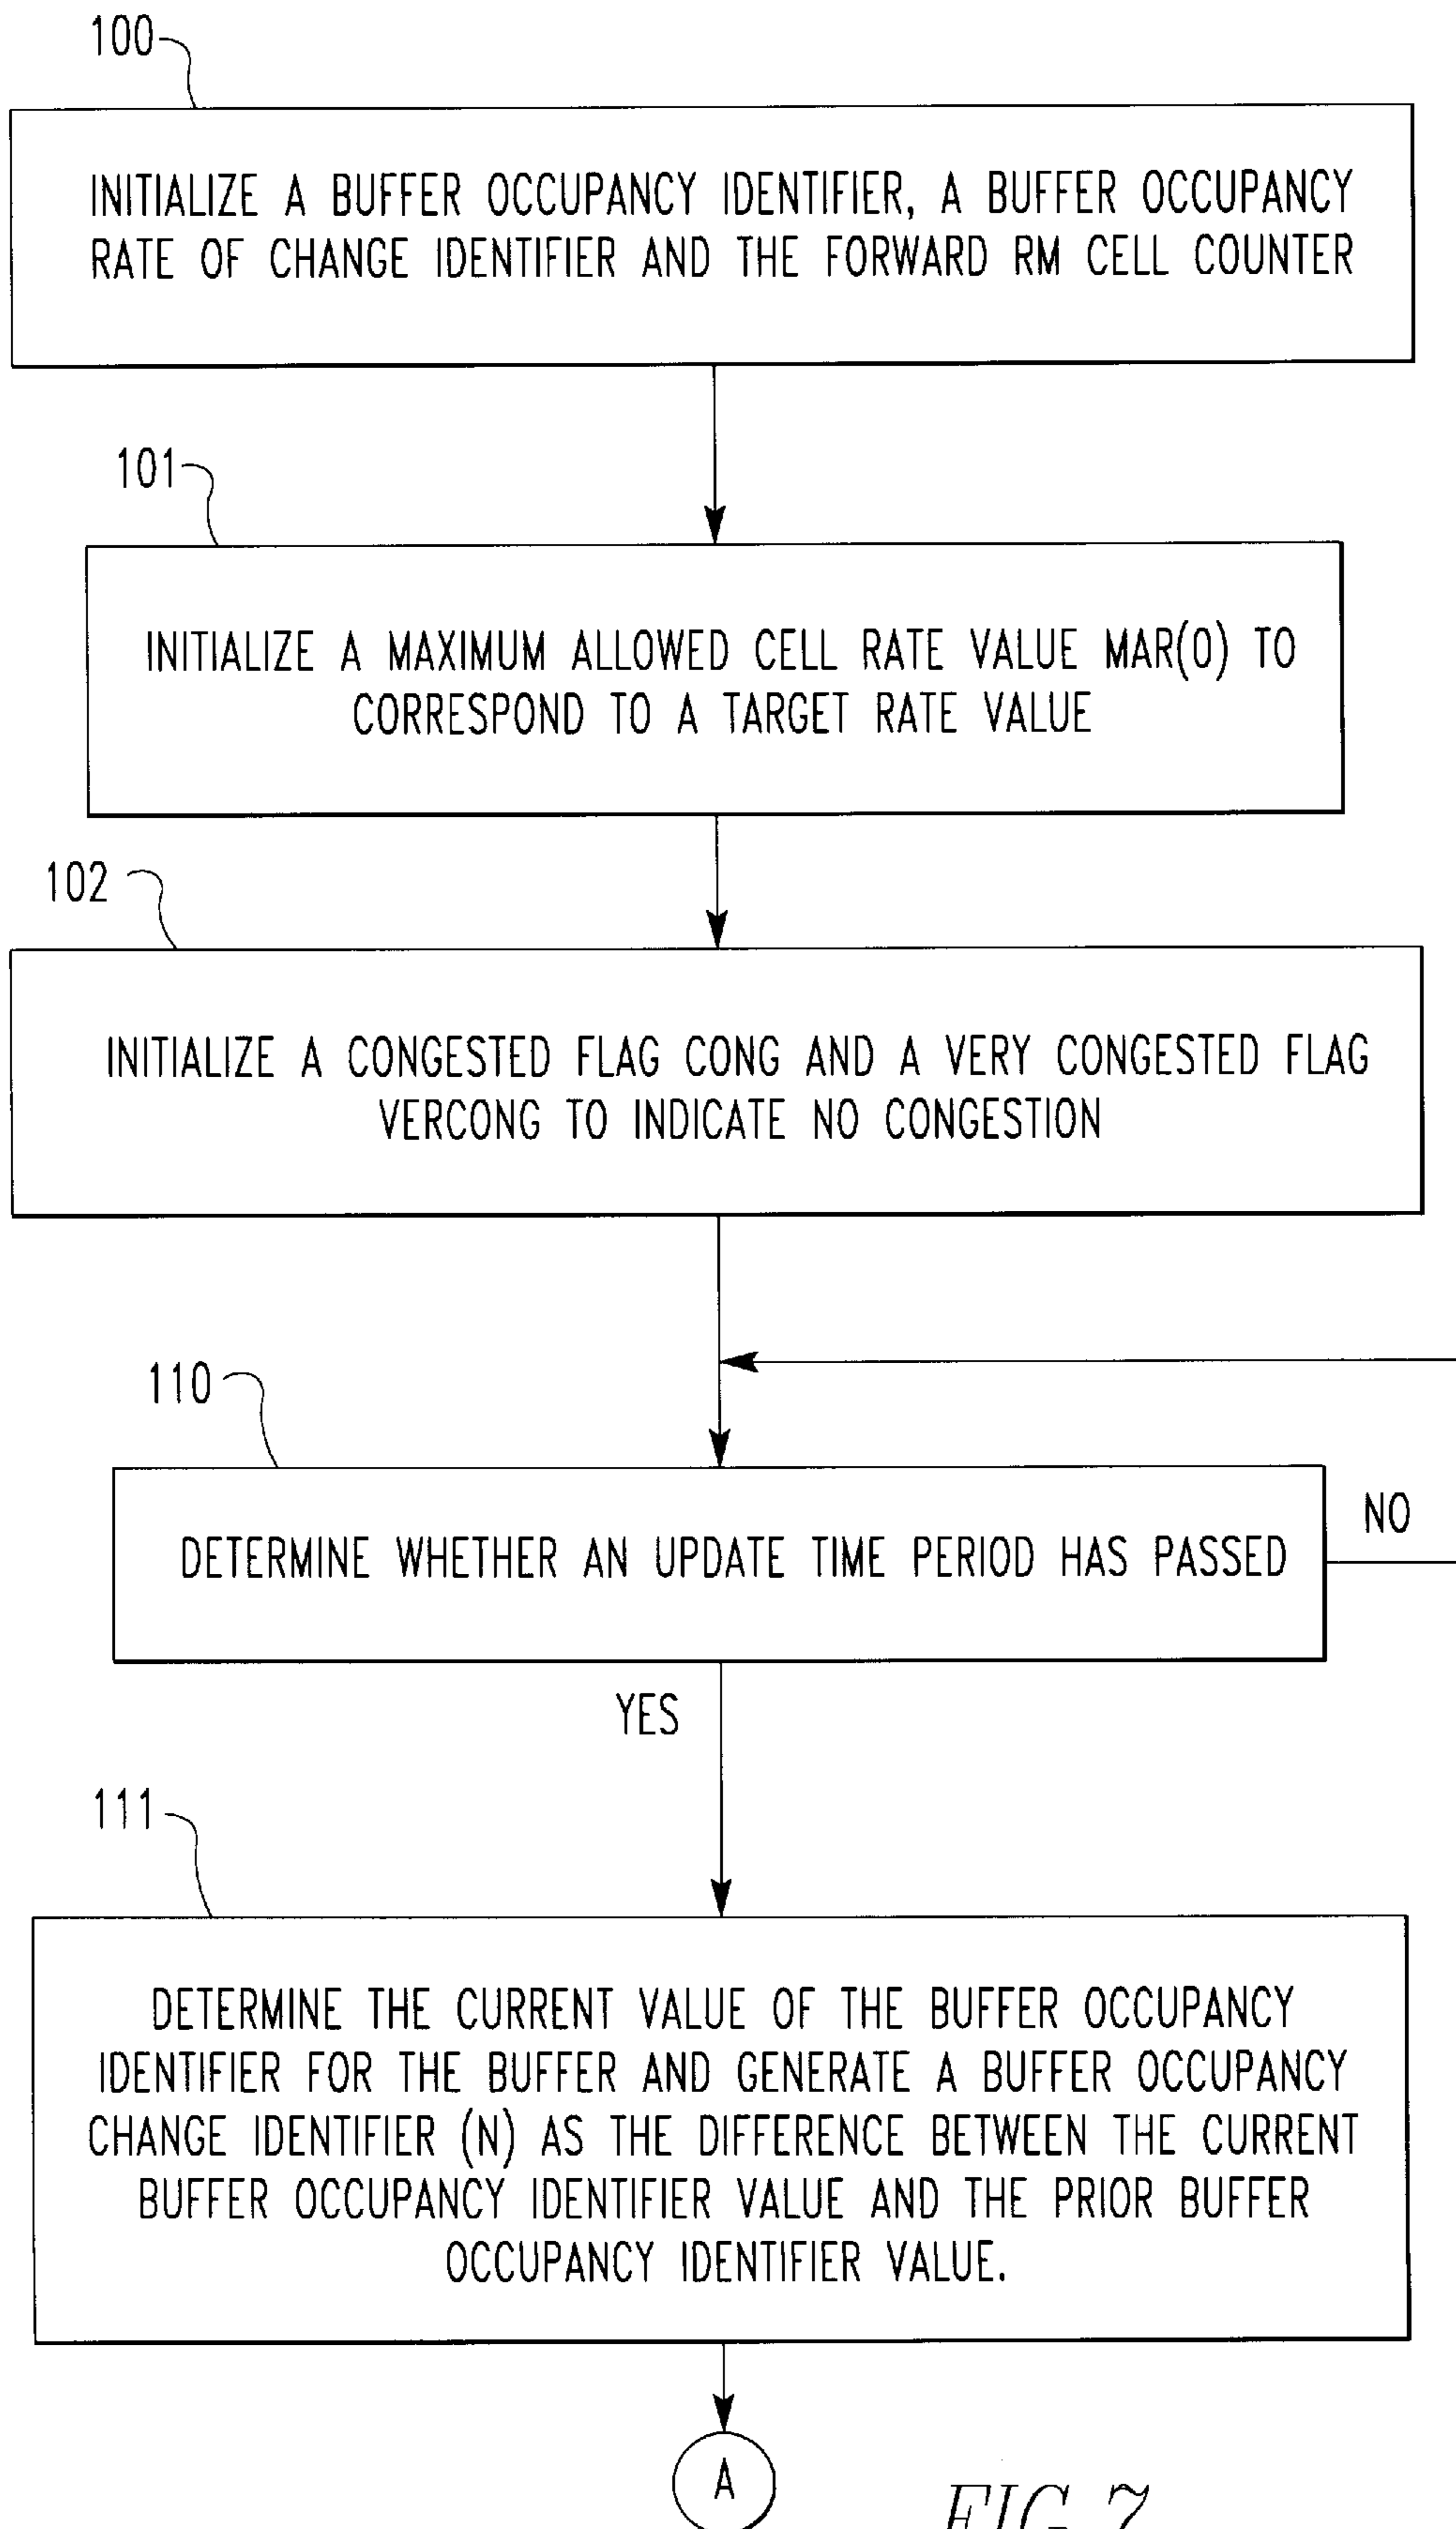 100
INITIALIZE A BUFFER OCCUPANCY IDENTIFIER, A BUFFER OCCUPANCY
RATE OF CHANGE IDENTIFIER AND THE FORWARD RM CELL COUNTER
101
INITIALIZE A MAXIMUM ALLOWED CELL RATE VALUE MAR(0) TO
CORRESPOND TO A TARGET RATE VALUE
102
INITIALIZE A CONGESTED FLAG CONG AND A VERY CONGESTED FLAG
VERCONG TO INDICATE NO CONGESTION
110
DETERMINE WHETHER AN UPDATE TIME PERIOD HAS PASSED
NO
YES
111
DETERMINE THE CURRENT VALUE OF THE BUFFER OCCUPANCY
IDENTIFIER FOR THE BUFFER AND GENERATE A BUFFER OCCUPANCY
CHANGE IDENTIFIER (N) AS THE DIFFERENCE BETWEEN THE CURRENT
BUFFER OCCUPANCY IDENTIFIER VALUE AND THE PRIOR BUFFER
OCCUPANCY IDENTIFIER VALUE.
A
FIG. 7